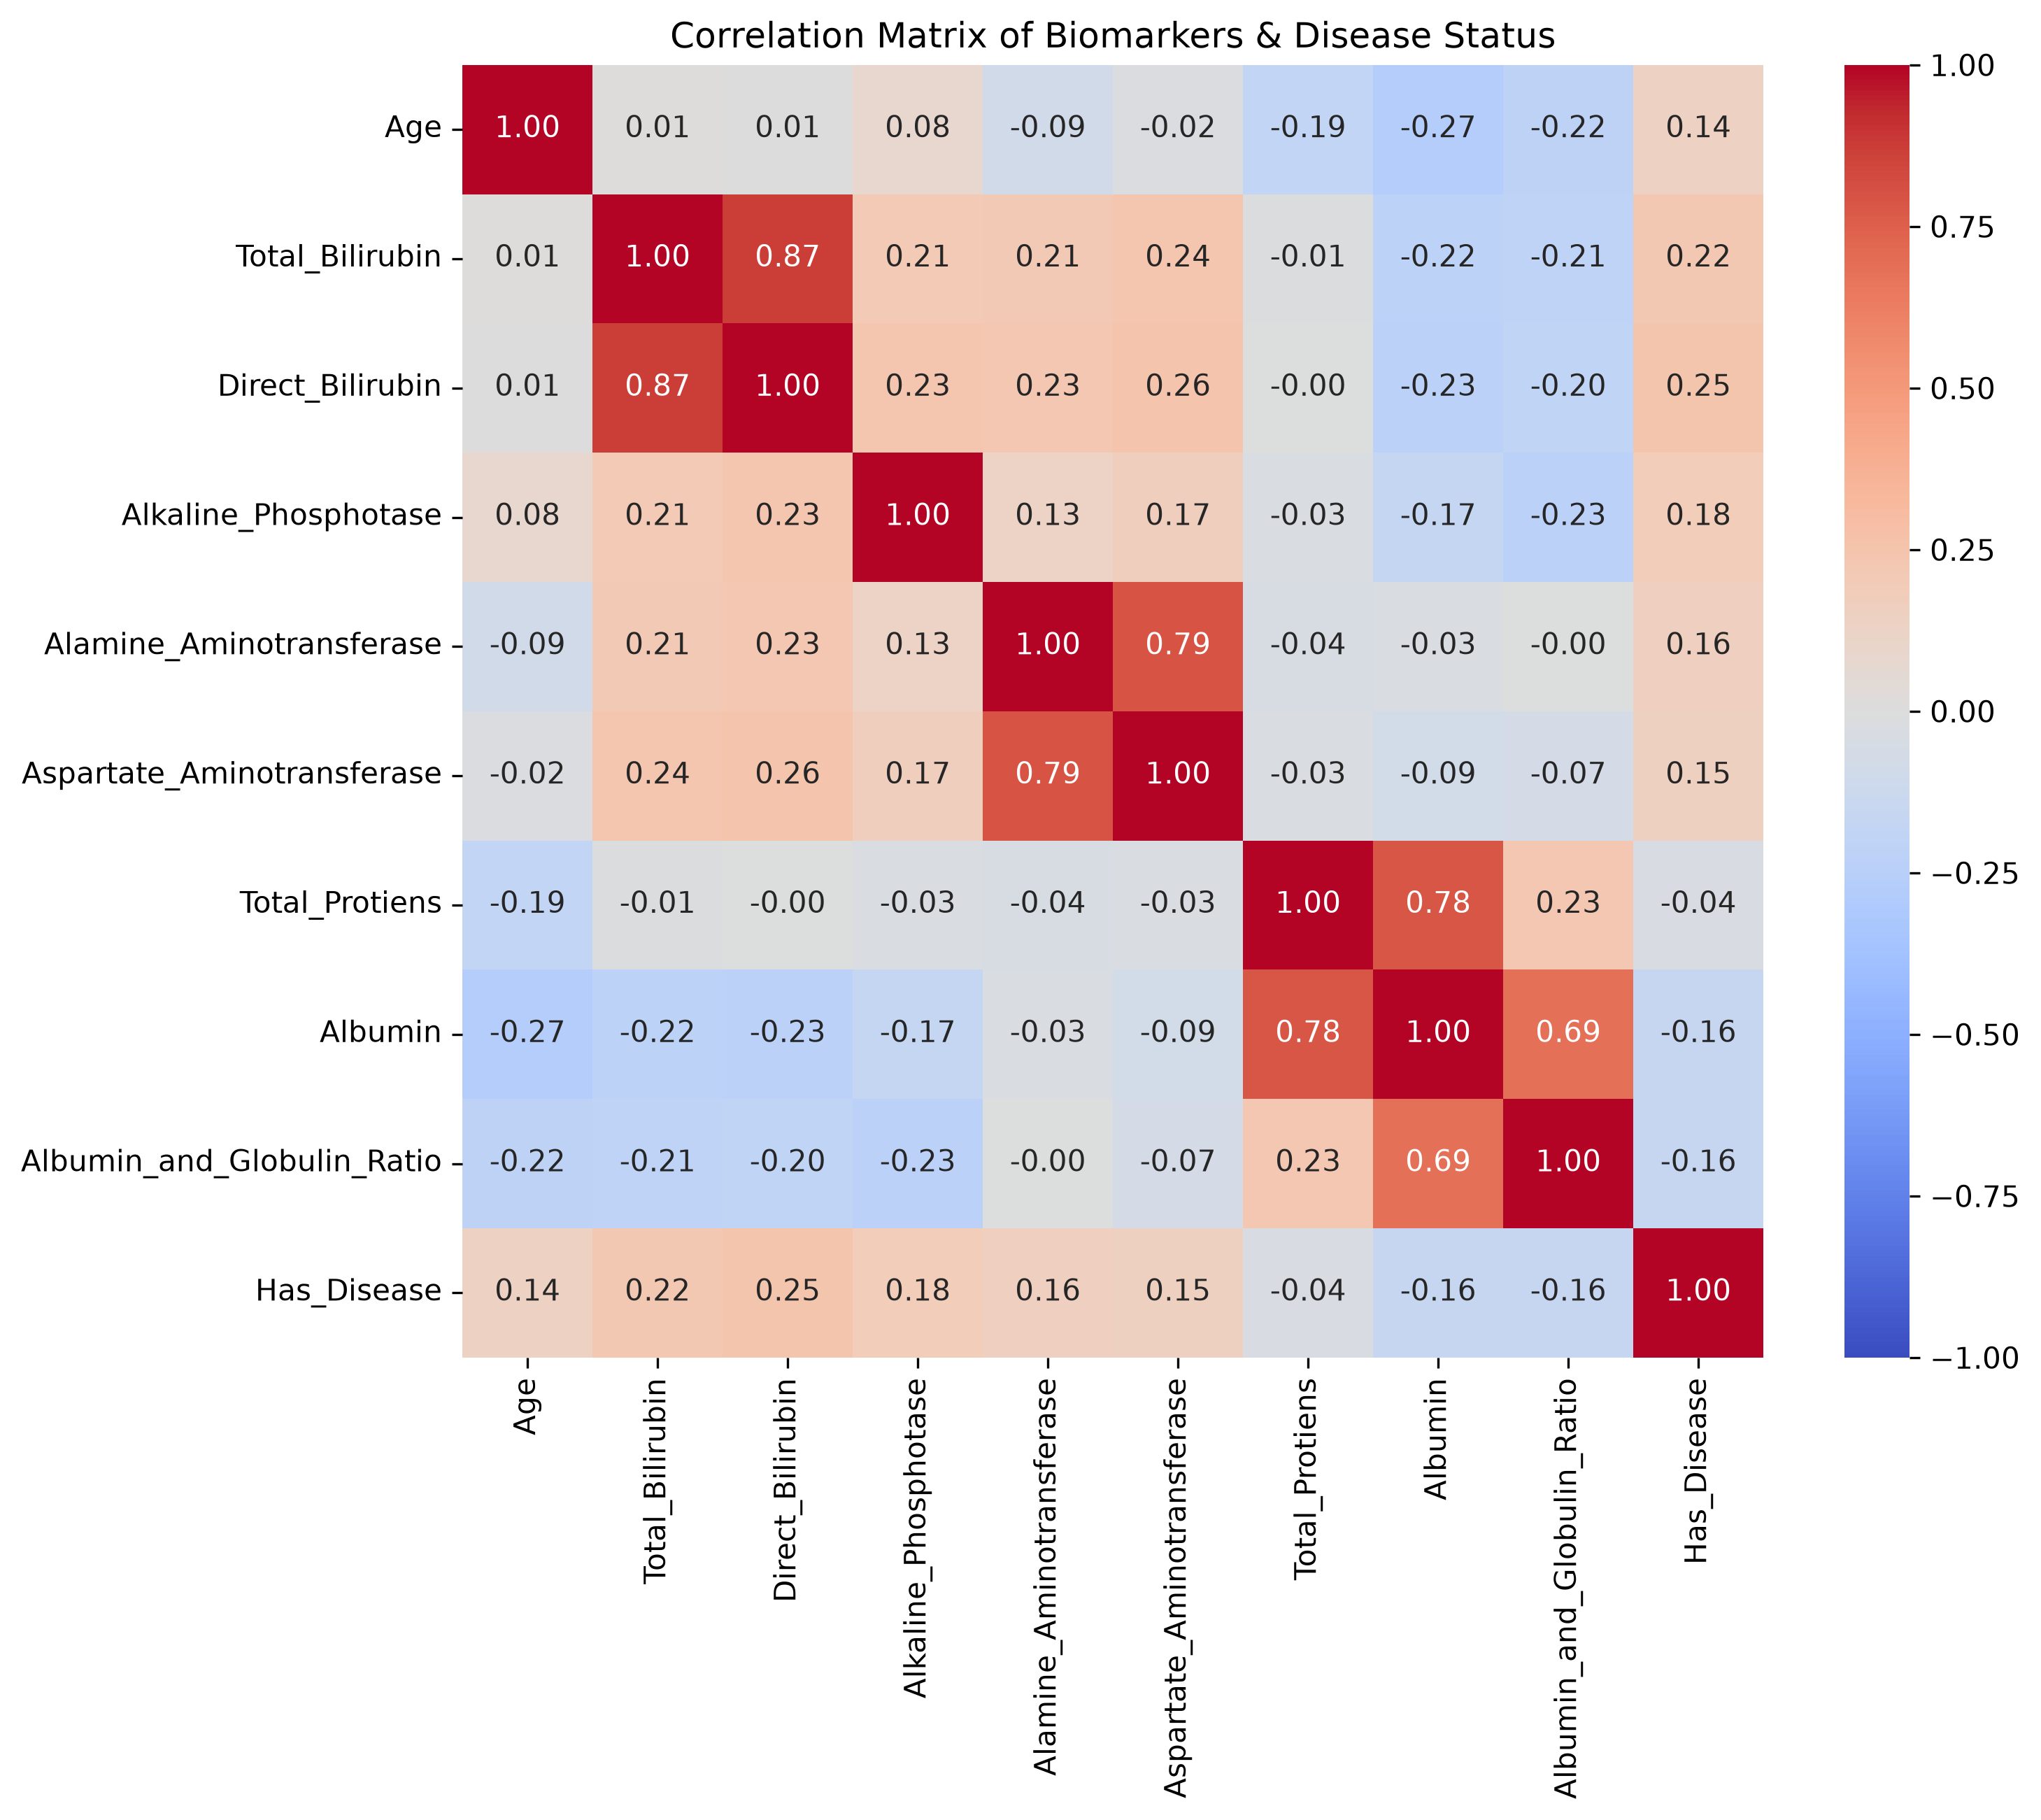 Correlation Matrix of Biomarkers & Disease Status
Age 1.00 0.01 0.01 0.08 -0.09 -0.02 -0.19 -0.27 -0.22 0.14
Total_Bilirubin 0.01 1.00 0.87 0.21 0.21 0.24 -0.01 -0.22 -0.21 0.22
Direct_Bilirubin 0.01 0.87 1.00 0.23 0.23 0.26 -0.00 -0.23 -0.20 0.25
Alkaline_Phosphotase 0.08 0.21 0.23 1.00 0.13 0.17 -0.03 -0.17 -0.23 0.18
Alamine_Aminotransferase -0.09 0.21 0.23 0.13 1.00 0.79 -0.04 -0.03 -0.00 0.16
Aspartate_Aminotransferase -0.02 0.24 0.26 0.17 0.79 1.00 -0.03 -0.09 -0.07 0.15
Total_Protiens -0.19 -0.01 -0.00 -0.03 -0.04 -0.03 1.00 0.78 0.23 -0.04
Albumin -0.27 -0.22 -0.23 -0.17 -0.03 -0.09 0.78 1.00 0.69 -0.16
Albumin_and_Globulin_Ratio -0.22 -0.21 -0.20 -0.23 -0.00 -0.07 0.23 0.69 1.00 -0.16
Has_Disease 0.14 0.22 0.25 0.18 0.16 0.15 -0.04 -0.16 -0.16 1.00
Age
Total_Bilirubin
Direct_Bilirubin
Alkaline_Phosphotase
Alamine_Aminotransferase
Aspartate_Aminotransferase
Total_Protiens
Albumin
Albumin_and_Globulin_Ratio
Has_Disease
1.00
0.75
0.50
0.25
0.00
−0.25
−0.50
−0.75
−1.00